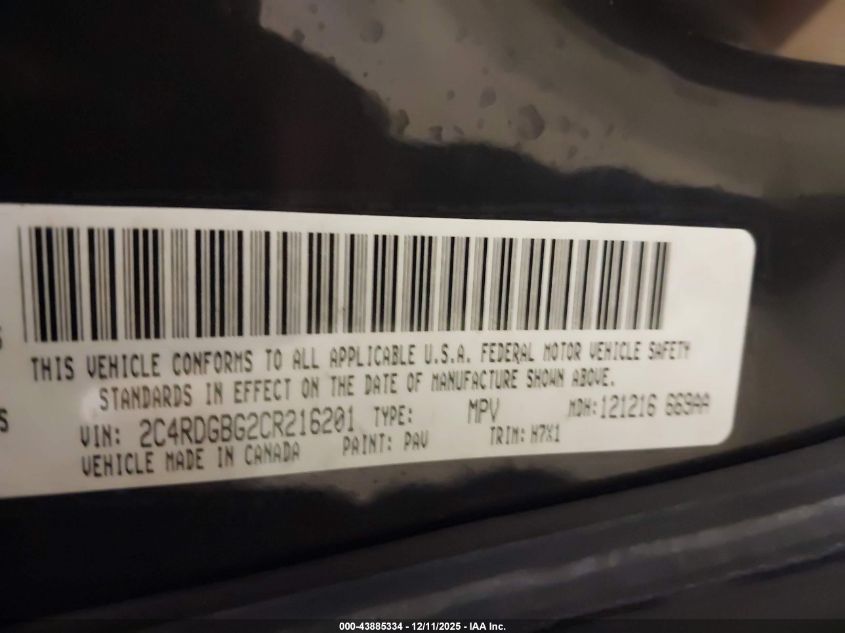 THIS VEHICLE CONFORMS TO ALL APPLICABLE U.S.A. FEDERAL MOTOR VEHICLE SAFETY
STANDARDS IN EFFECT ON THE DATE OF MANUFACTURE SHOWN ABOVE.
VIN: 2C4RDGBG2CR216201 TYPE: MPV MDH:121216 669AA
VEHICLE MADE IN CANADA PAINT: PAV TRIM: H7X1
000-43885334 - 12/11/2025 - IAA Inc.